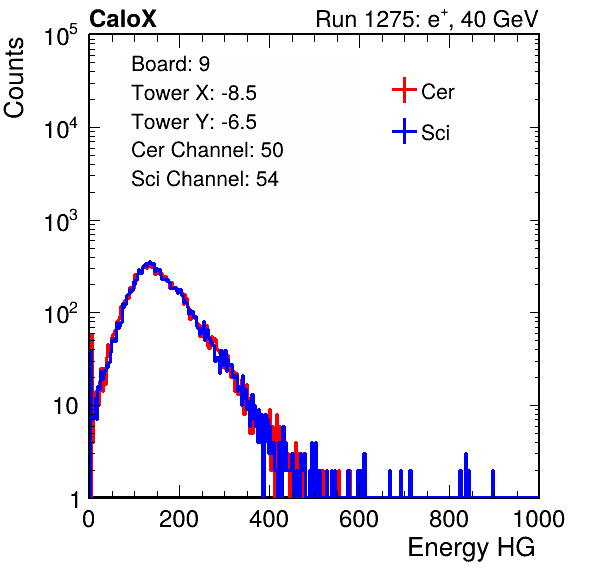 CaloX Run 1275: e⁺, 40 GeV
Counts
10⁵
10⁴
10³
10²
10
1
Board: 9
Tower X: -8.5
Tower Y: -6.5
Cer Channel: 50
Sci Channel: 54
Cer
Sci
0 200 400 600 800 1000
Energy HG